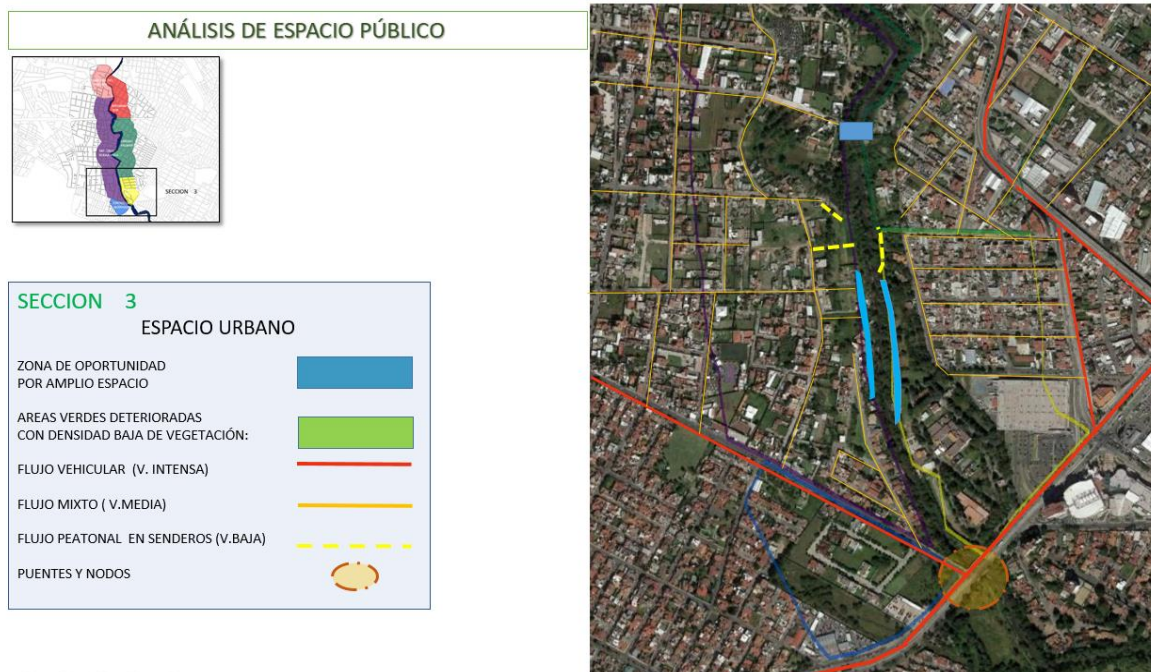 ANÁLISIS DE ESPACIO PÚBLICO
SECCION 3
SECCION 3
ESPACIO URBANO
ZONA DE OPORTUNIDAD
POR AMPLIO ESPACIO
AREAS VERDES DETERIORADAS
CON DENSIDAD BAJA DE VEGETACIÓN:
FLUJO VEHICULAR (V. INTENSA)
FLUJO MIXTO ( V.MEDIA)
FLUJO PEATONAL EN SENDEROS (V.BAJA)
PUENTES Y NODOS